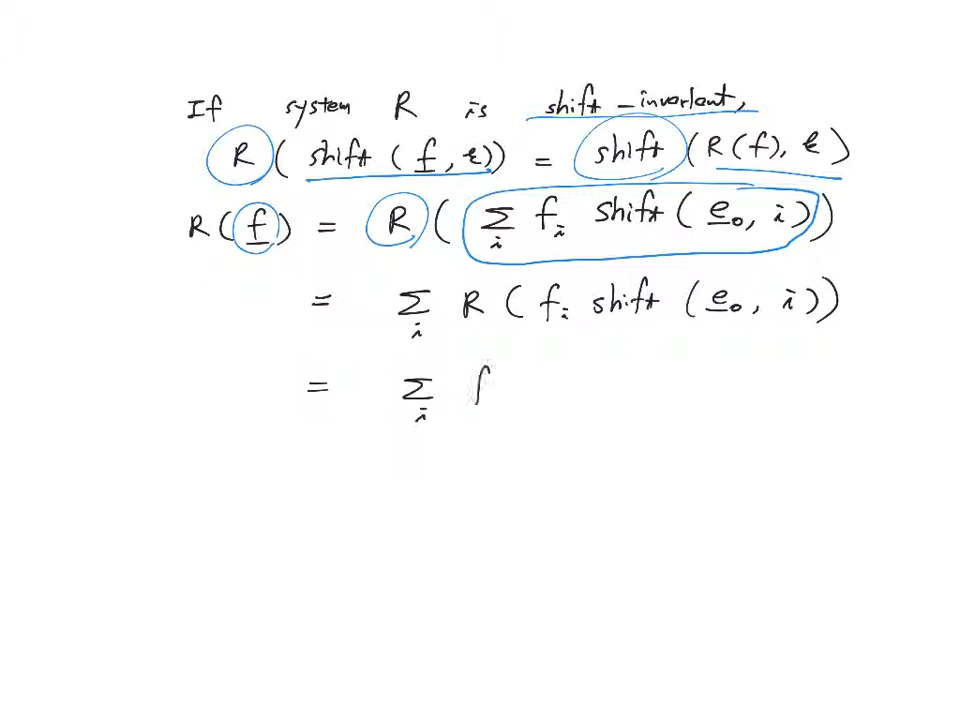 If system R is shift-invariant,
R ( shift ( f, k)) = shift ( R (f), k )
R ( f ) = R ( Σ_i f_i shift ( e_0, i ) )
= Σ_i R ( f_i shift ( e_0, i ))
= Σ_i f